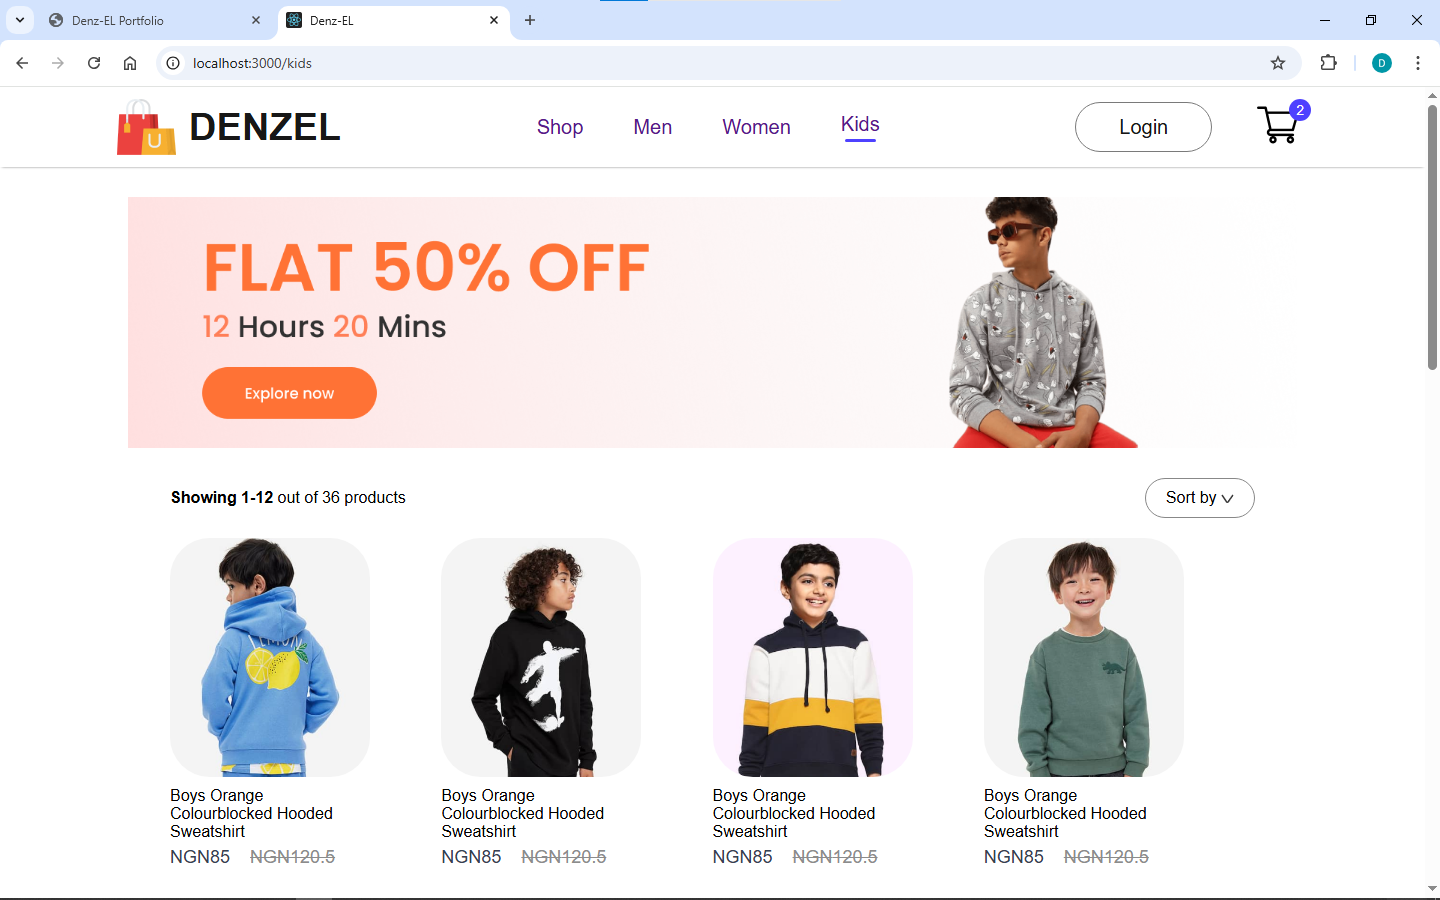 Denz-EL Portfolio
Denz-EL
localhost:3000/kids
D
U
DENZEL
Shop
Men
Women
Kids
Login
2
FLAT 50% OFF
12 Hours 20 Mins
Explore now
Showing 1-12 out of 36 products
Sort by
Boys Orange
Colourblocked Hooded
Sweatshirt
NGN85 NGN120.5
Boys Orange
Colourblocked Hooded
Sweatshirt
NGN85 NGN120.5
Boys Orange
Colourblocked Hooded
Sweatshirt
NGN85 NGN120.5
Boys Orange
Colourblocked Hooded
Sweatshirt
NGN85 NGN120.5